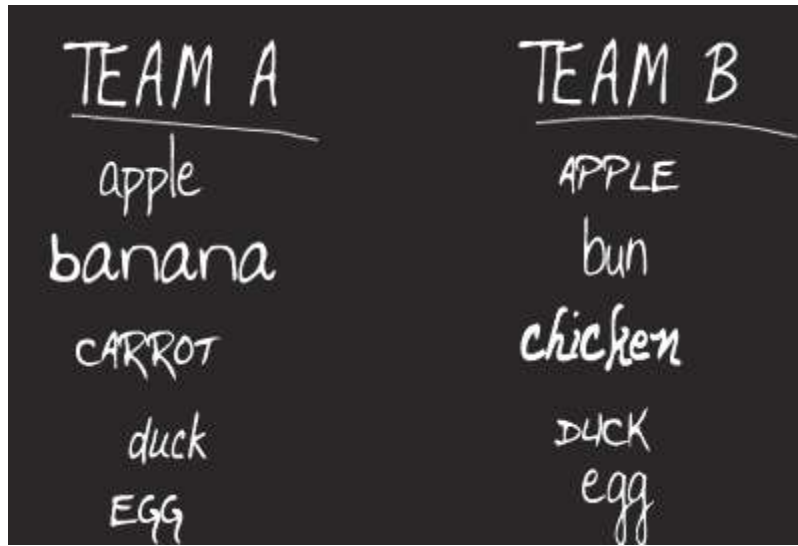 TEAM A
apple
banana
CARROT
duck
EGG
TEAM B
APPLE
bun
chicken
DUCK
egg